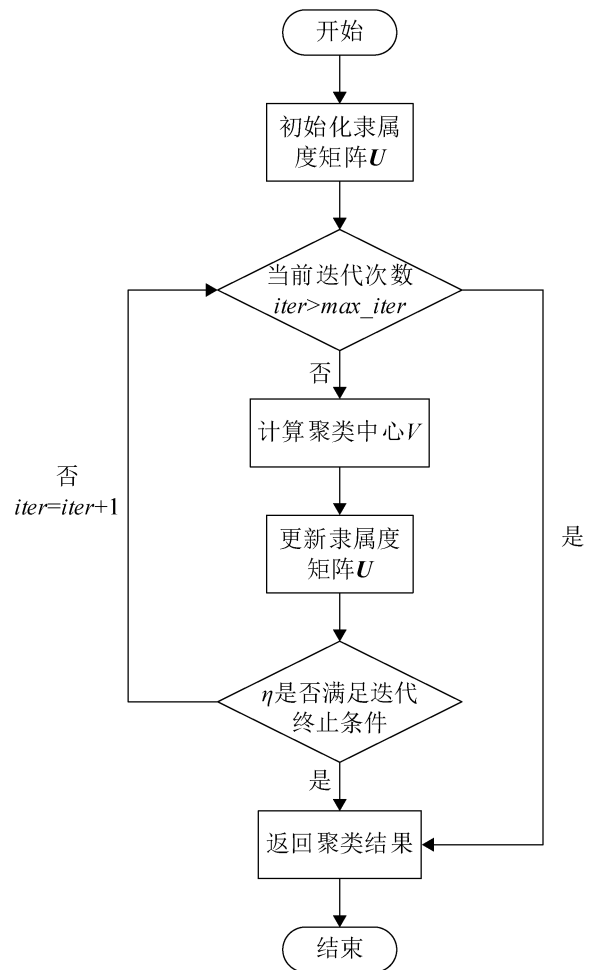 开始
初始化隶属
度矩阵U
当前迭代次数
iter>max_iter
否
计算聚类中心V
否
iter=iter+1
更新隶属度
矩阵U
是
η是否满足迭代
终止条件
是
返回聚类结果
结束